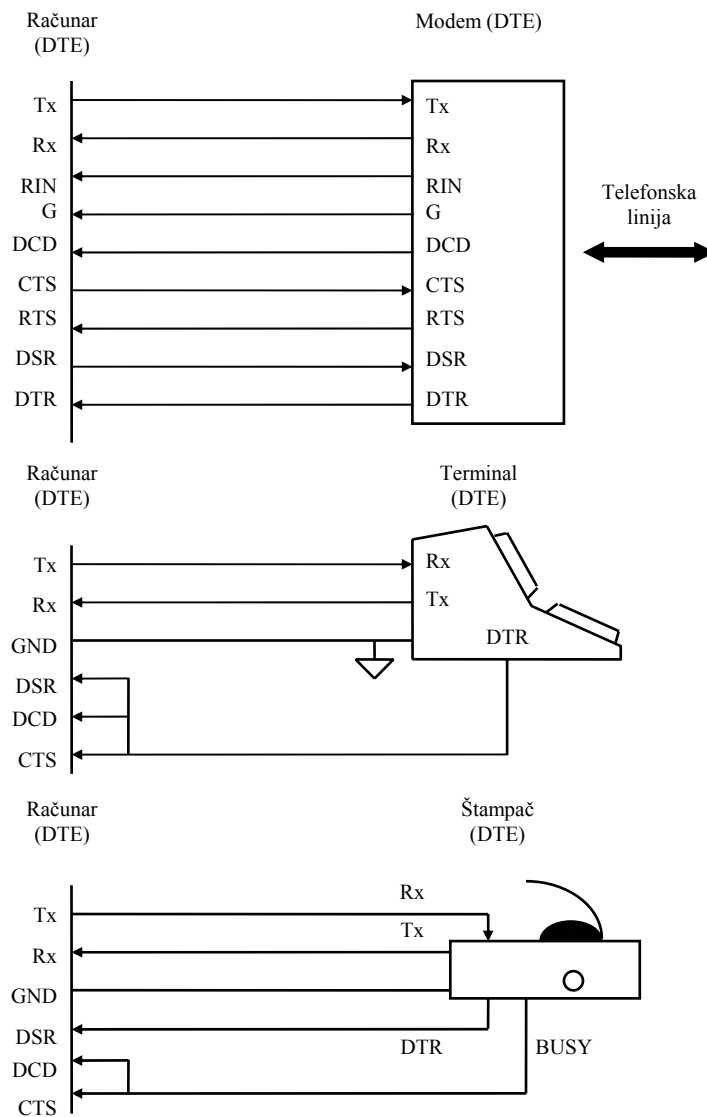 Računar
(DTE)
Modem (DTE)
Tx
Tx
Rx
Rx
RIN
RIN
G
G
DCD
DCD
CTS
CTS
RTS
RTS
DSR
DSR
DTR
DTR
Telefonska
linija
Računar
(DTE)
Terminal
(DTE)
Tx
Rx
Rx
Tx
GND
DTR
DSR
DCD
CTS
Računar
(DTE)
Štampač
(DTE)
Rx
Tx
Tx
Rx
GND
DSR
DTR
BUSY
DCD
CTS